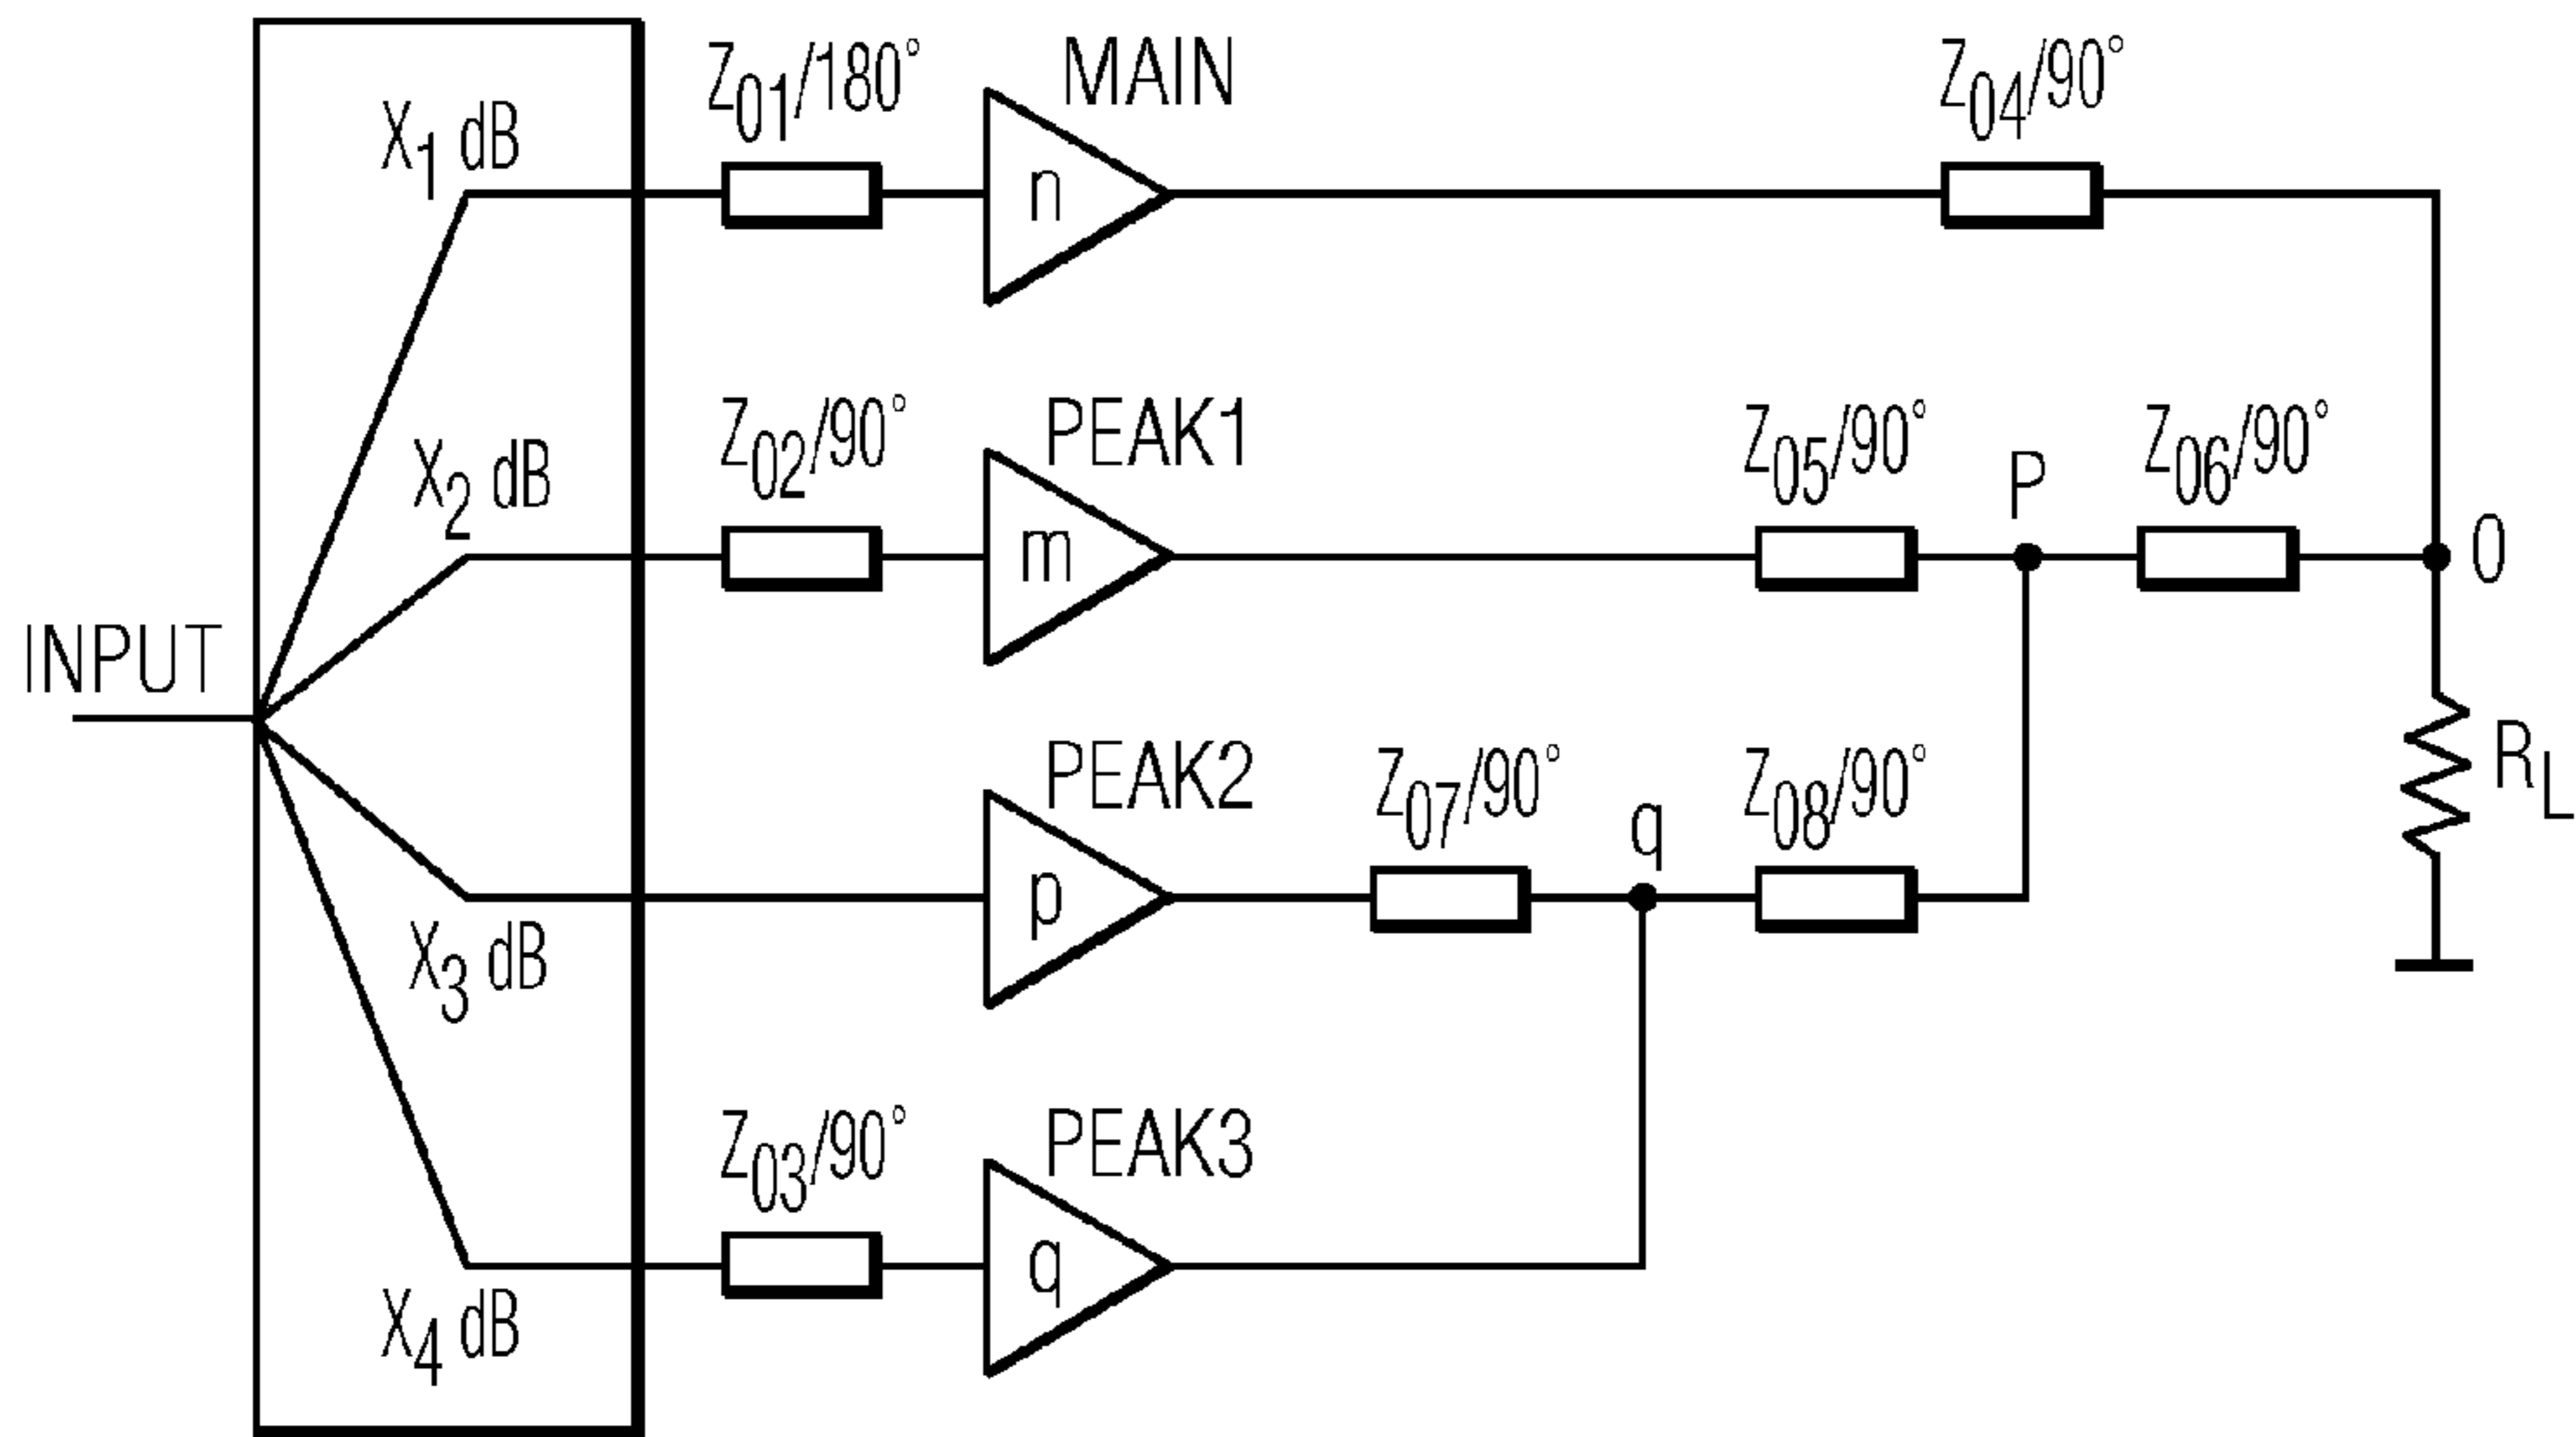 Z01/180°
MAIN
Z04/90°
X1 dB
n
Z02/90°
PEAK1
Z05/90°
P
Z06/90°
X2 dB
m
0
INPUT
PEAK2
Z07/90°
q
Z08/90°
RL
X3 dB
p
Z03/90°
PEAK3
X4 dB
q